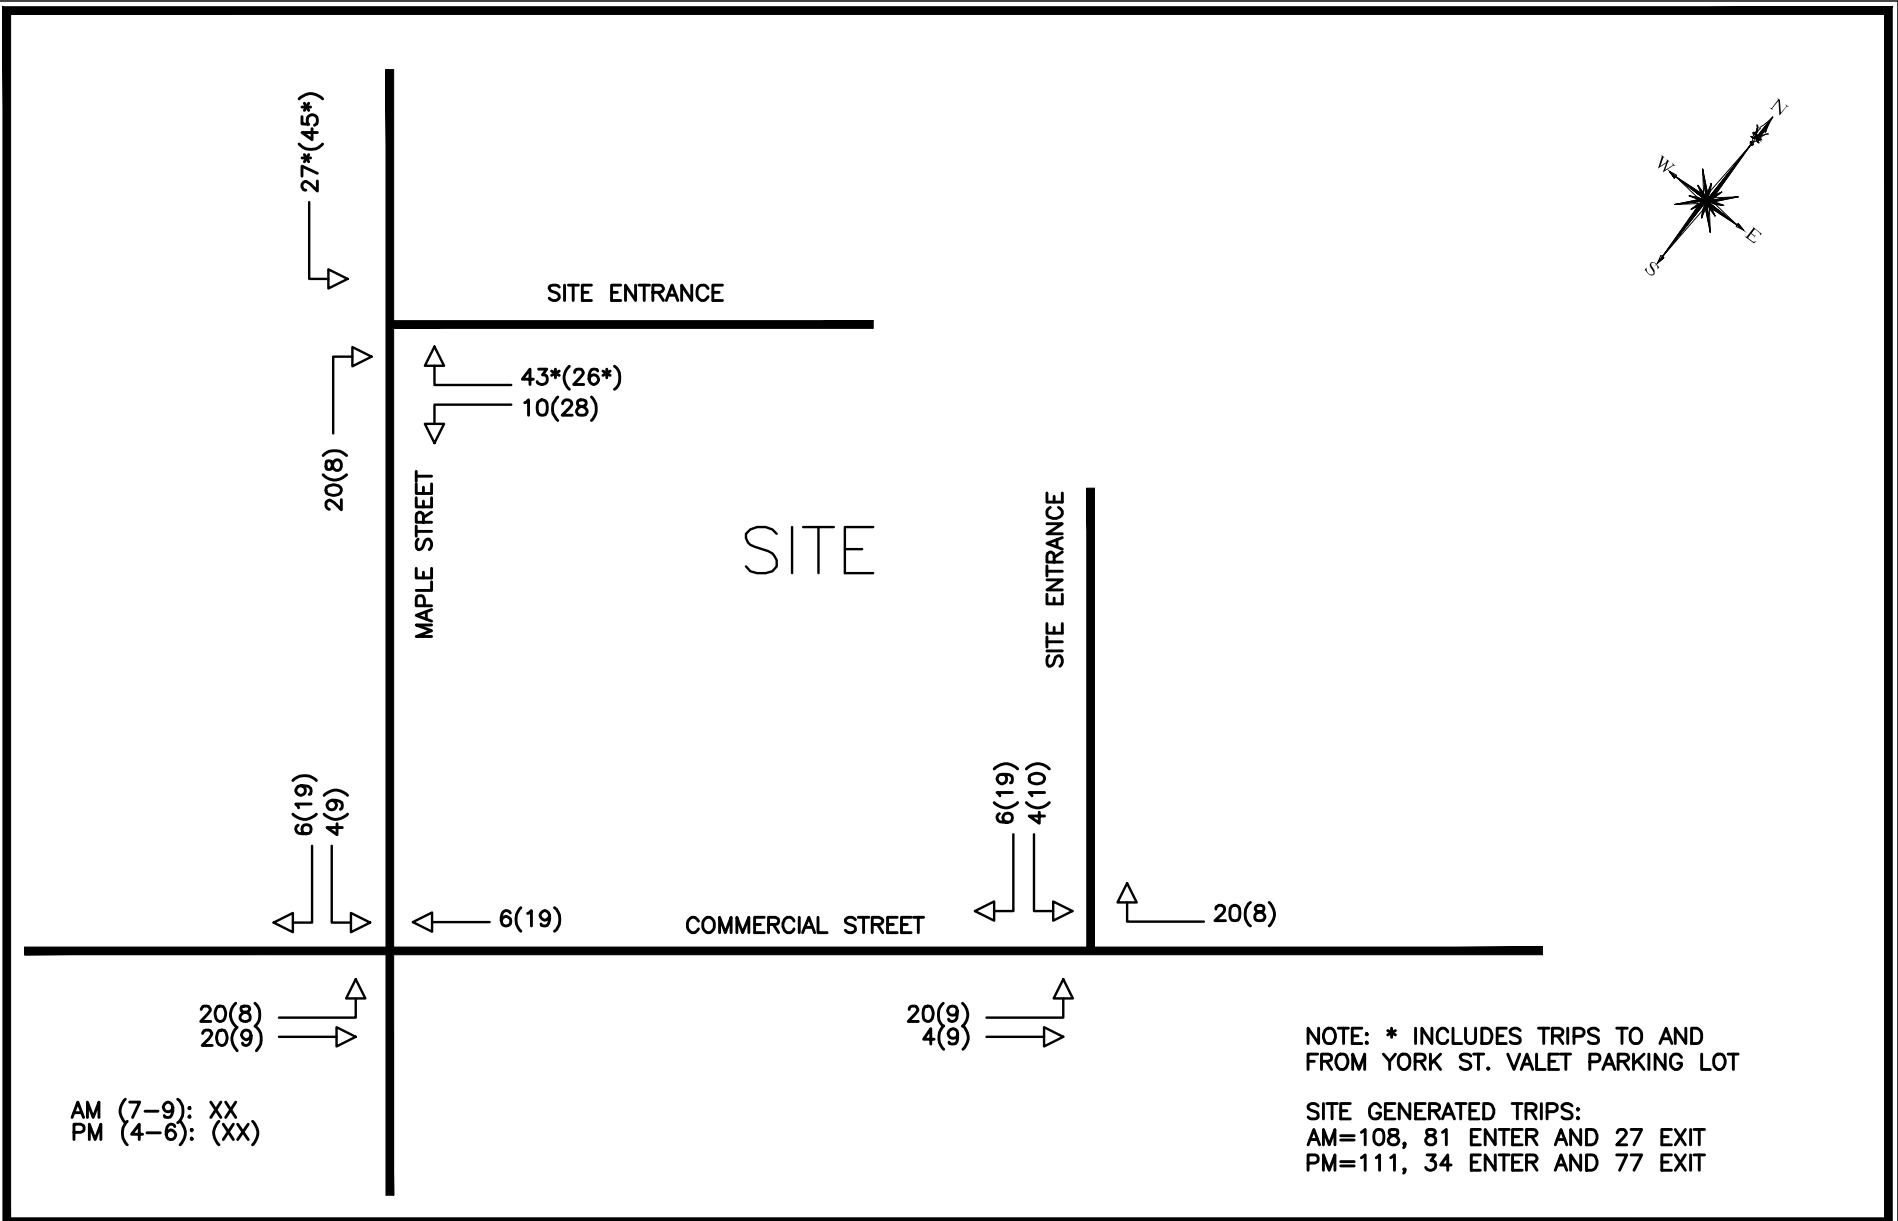 27*(45*)
N
W
E
S
SITE ENTRANCE
43*(26*)
10(28)
20(8)
MAPLE STREET
SITE
SITE ENTRANCE
6(19)
4(9)
6(19)
4(10)
6(19)
COMMERCIAL STREET
20(8)
20(8)
20(9)
20(9)
4(9)
NOTE: * INCLUDES TRIPS TO AND
FROM YORK ST. VALET PARKING LOT
AM (7-9): XX
PM (4-6): (XX)
SITE GENERATED TRIPS:
AM=108, 81 ENTER AND 27 EXIT
PM=111, 34 ENTER AND 77 EXIT